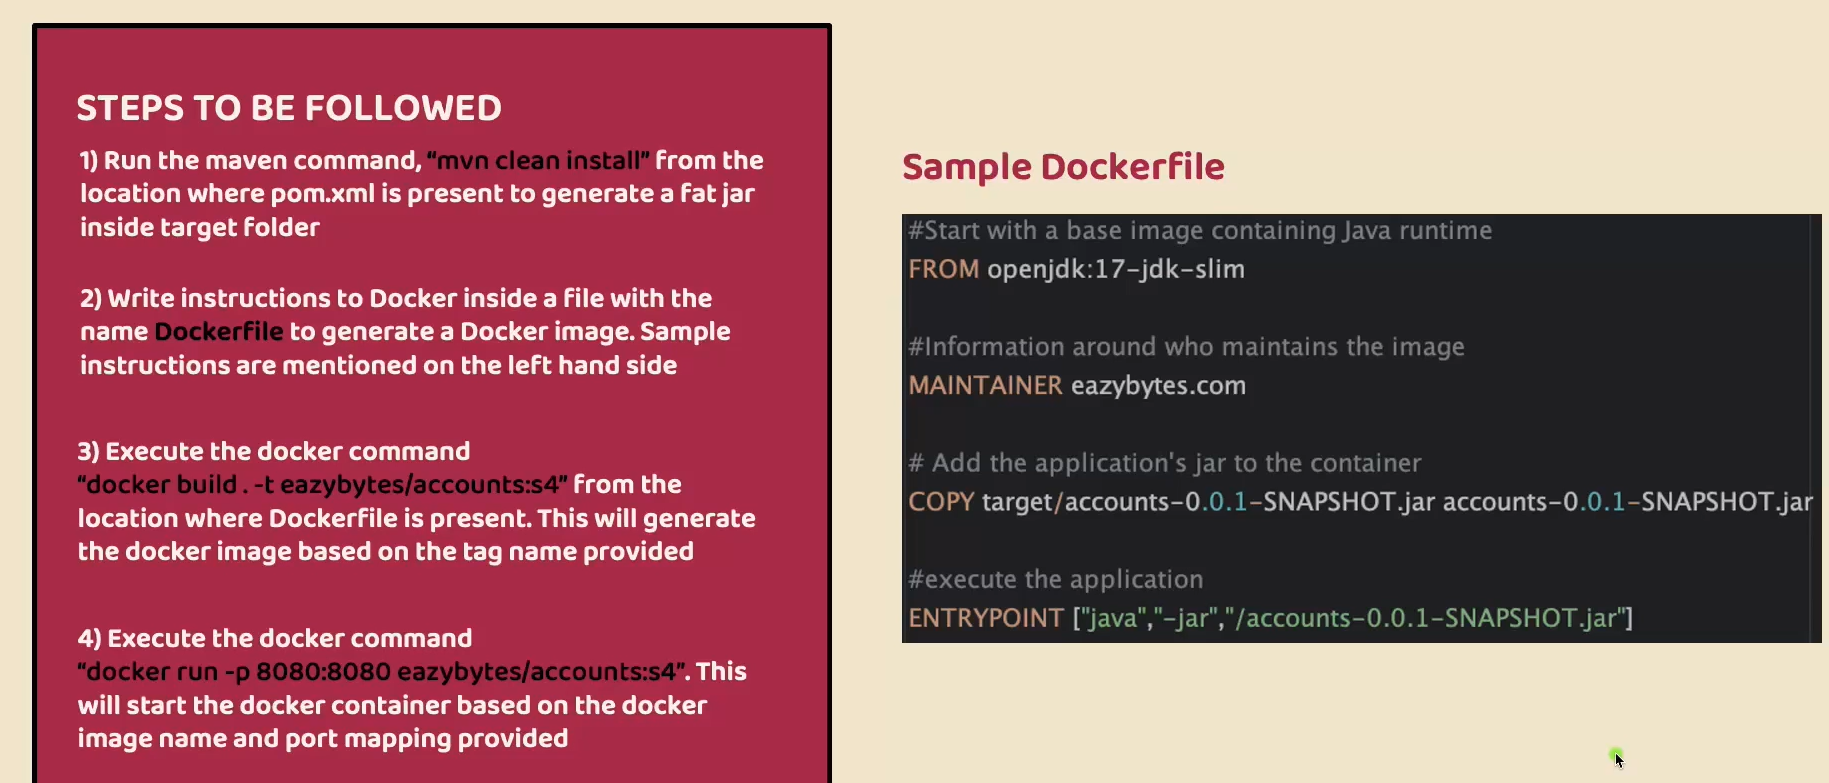 STEPS TO BE FOLLOWED
1) Run the maven command, “mvn clean install” from the
location where pom.xml is present to generate a fat jar
inside target folder
2) Write instructions to Docker inside a file with the
name Dockerfile to generate a Docker image. Sample
instructions are mentioned on the left hand side
3) Execute the docker command
“docker build . -t eazybytes/accounts:s4” from the
location where Dockerfile is present. This will generate
the docker image based on the tag name provided
4) Execute the docker command
“docker run -p 8080:8080 eazybytes/accounts:s4”. This
will start the docker container based on the docker
image name and port mapping provided
Sample Dockerfile
#Start with a base image containing Java runtime
FROM openjdk:17-jdk-slim
#Information around who maintains the image
MAINTAINER eazybytes.com
# Add the application's jar to the container
COPY target/accounts-0.0.1-SNAPSHOT.jar accounts-0.0.1-SNAPSHOT.jar
#execute the application
ENTRYPOINT ["java","-jar","/accounts-0.0.1-SNAPSHOT.jar"]